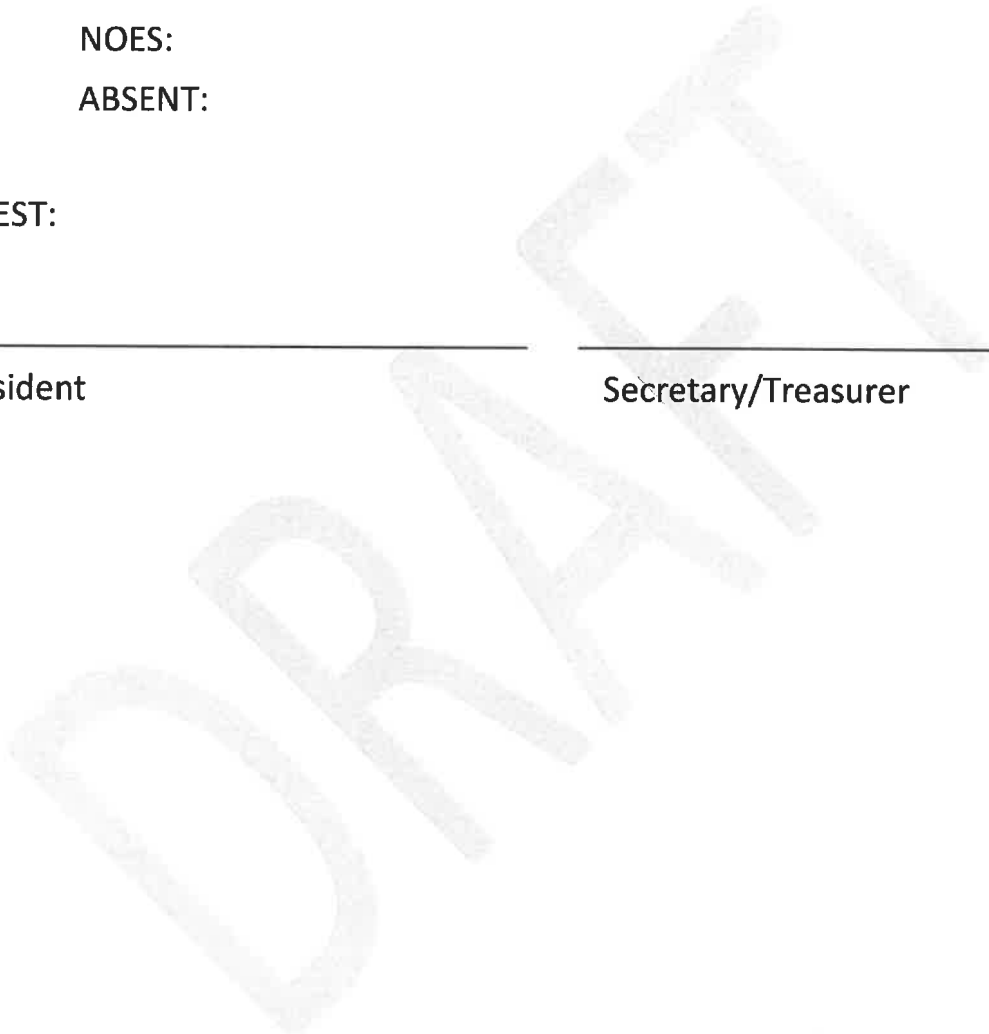 NOES:
ABSENT:
EST:
sident
Secretary/Treasurer
DRAFT